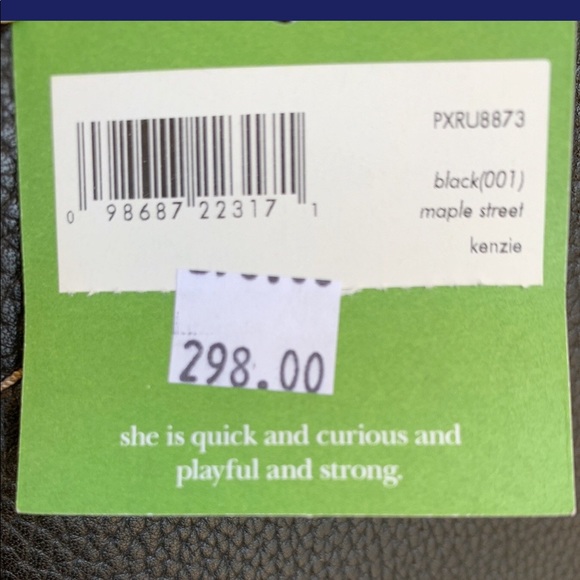 PXRU8873
0 98687 22317 1
black(001)
maple street
kenzie
298.00
she is quick and curious and
playful and strong.